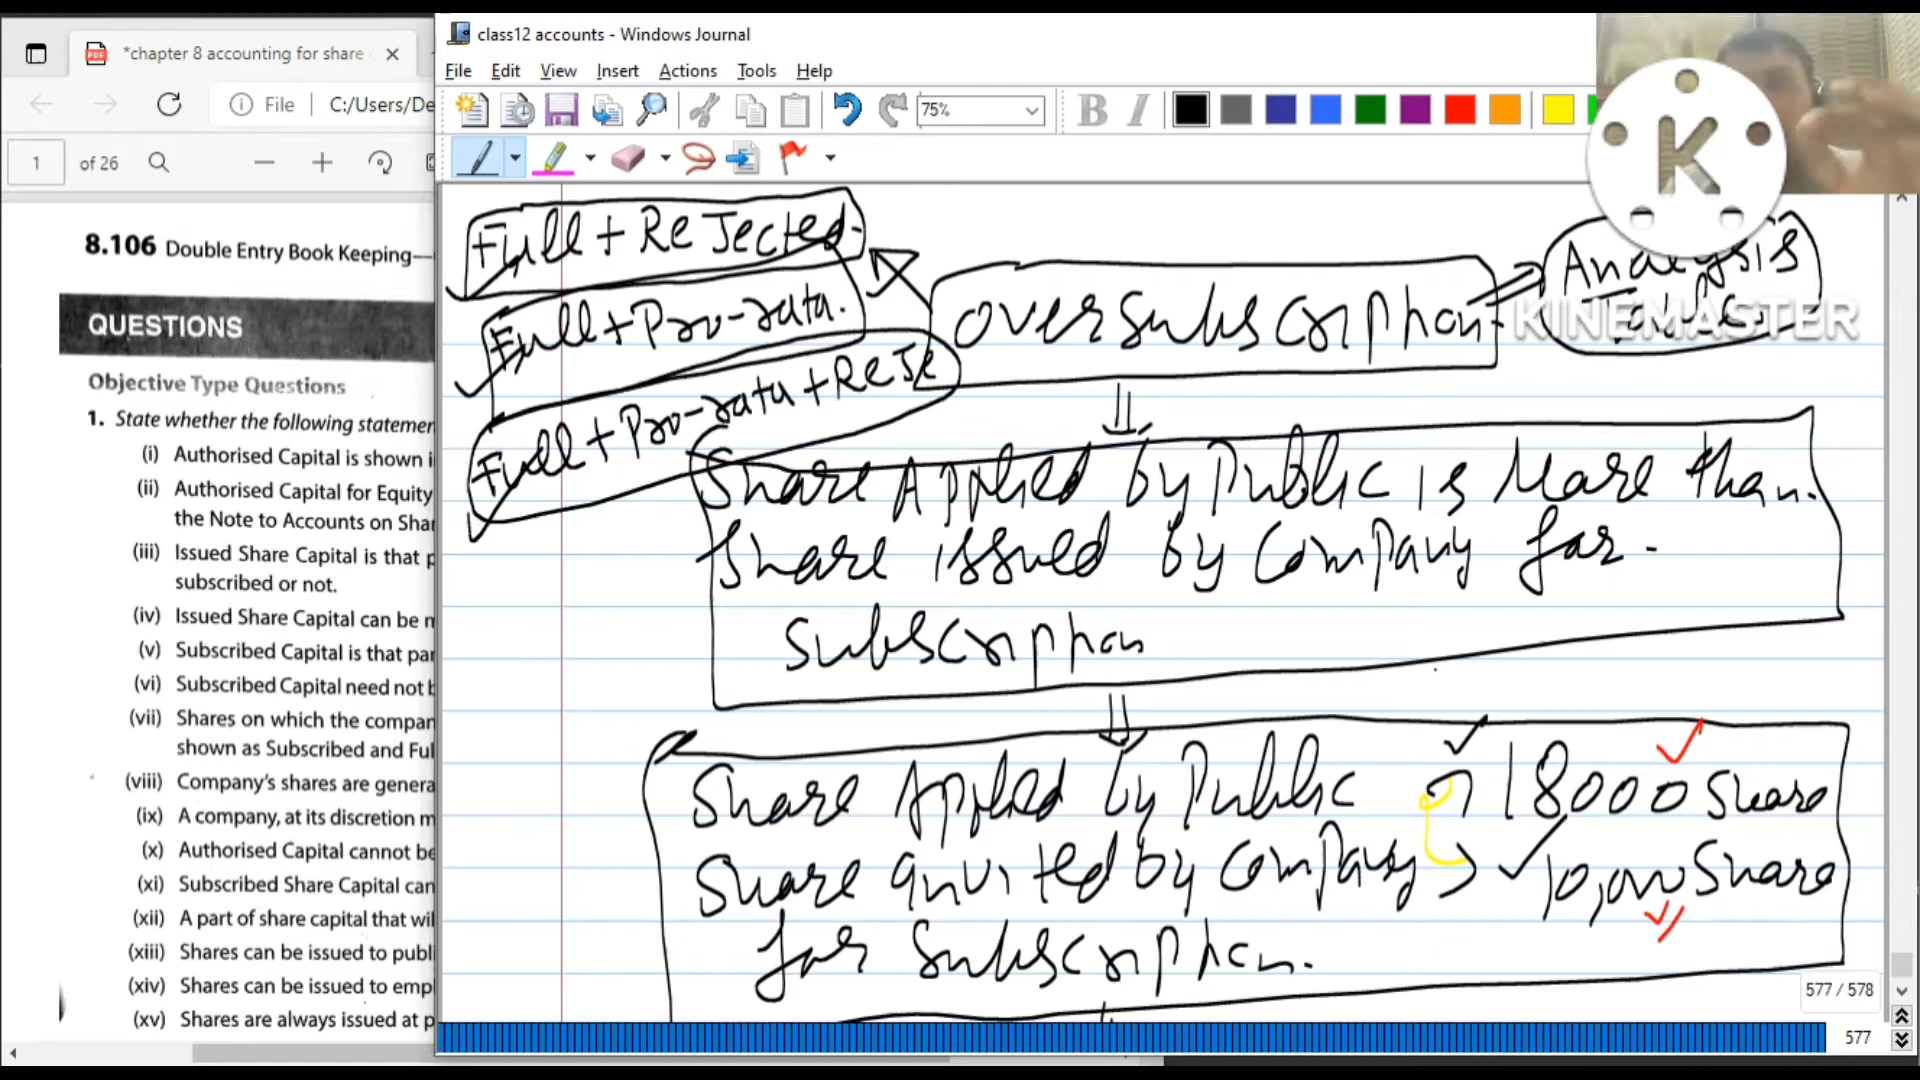 class12 accounts - Windows Journal
*chapter 8 accounting for share
File Edit View Insert Actions Tools Help
File C:/Users/De
75%
B I
1 of 26
K
KINEMASTER
8.106 Double Entry Book Keeping—
QUESTIONS
Objective Type Questions
1. State whether the following statemen
(i) Authorised Capital is shown i
(ii) Authorised Capital for Equity
the Note to Accounts on Shar
(iii) Issued Share Capital is that p
subscribed or not.
(iv) Issued Share Capital can be n
(v) Subscribed Capital is that par
(vi) Subscribed Capital need not b
(vii) Shares on which the compan
shown as Subscribed and Ful
(viii) Company's shares are genera
(ix) A company, at its discretion m
(x) Authorised Capital cannot be
(xi) Subscribed Share Capital can
(xii) A part of share capital that wil
(xiii) Shares can be issued to publ
(xiv) Shares can be issued to emp
(xv) Shares are always issued at p
Full + Rejected
Full + Pro-rata.
Full + Pro-rata + ReJe
oversubscription
Analysis
Table
Share Applied by Public is More than.
share issued by company for
subscription
Share Applied by Public 18000 Share
Share invited by company 10,000 Share
for subscription.
577 / 578
577